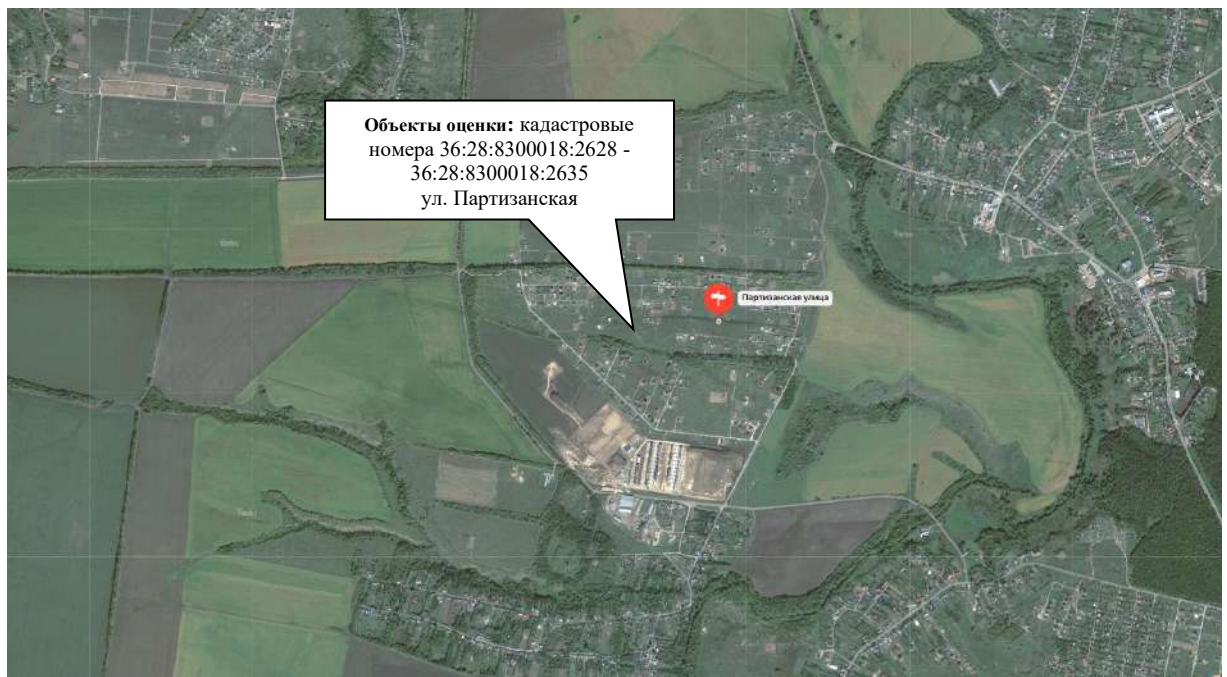 Объекты оценки: кадастровые
номера 36:28:8300018:2628 -
36:28:8300018:2635
ул. Партизанская
Партизанская улица